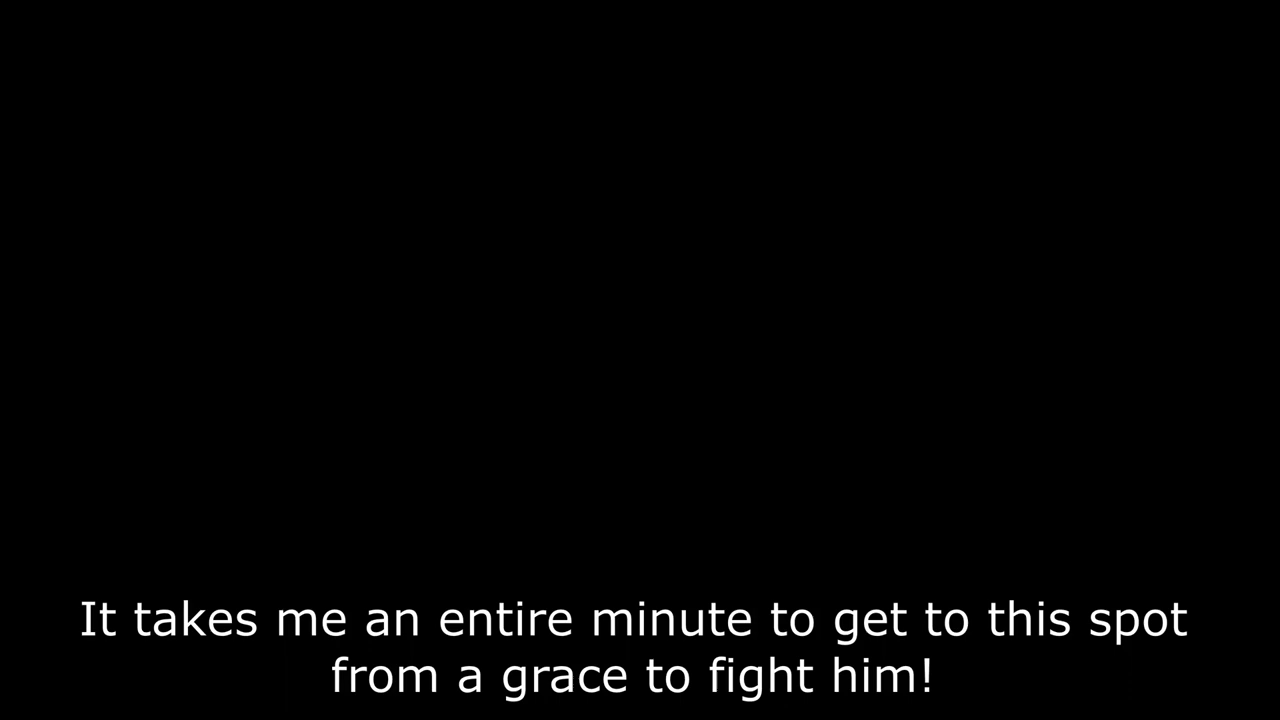 It takes me an entire minute to get to this spot
from a grace to fight him!